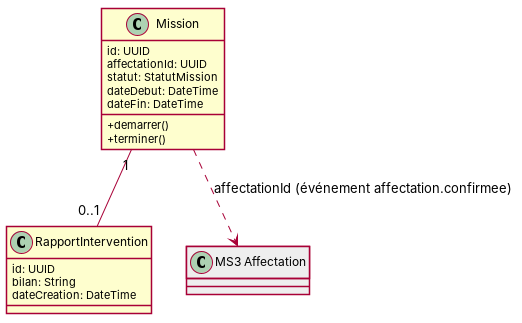 C Mission
id: UUID
affectationId: UUID
statut: StatutMission
dateDebut: DateTime
dateFin: DateTime
+demarrer()
+terminer()
1
affectationId (événement affectation.confirmee)
0..1
C RapportIntervention
id: UUID
bilan: String
dateCreation: DateTime
C MS3 Affectation